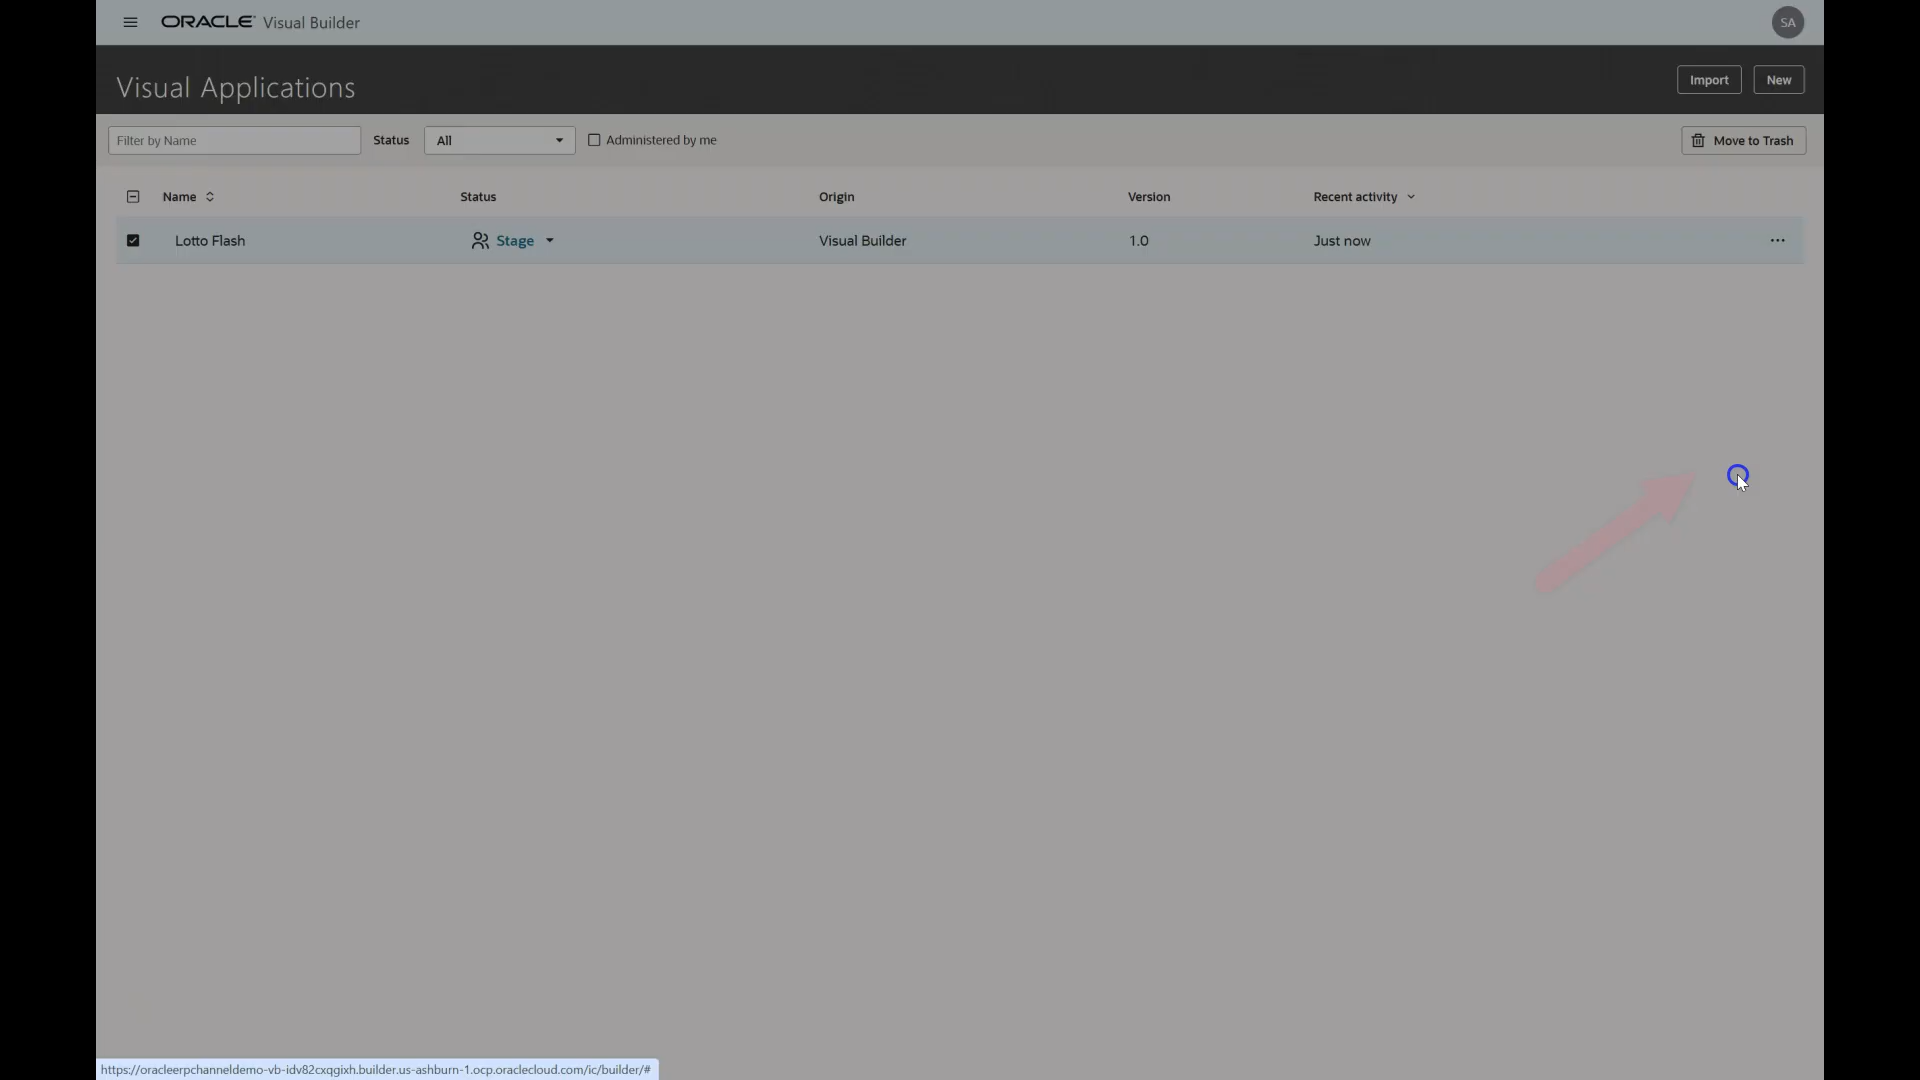 ORACLE Visual Builder
SA
Visual Applications
Import
New
Filter by Name
Status
All
Administered by me
Move to Trash
Name
Status
Origin
Version
Recent activity
Lotto Flash
Stage
Visual Builder
1.0
Just now
https://oracleerpchanneldemo-vb-idv82cxqgixh.builder.us-ashburn-1.ocp.oraclecloud.com/ic/builder/#